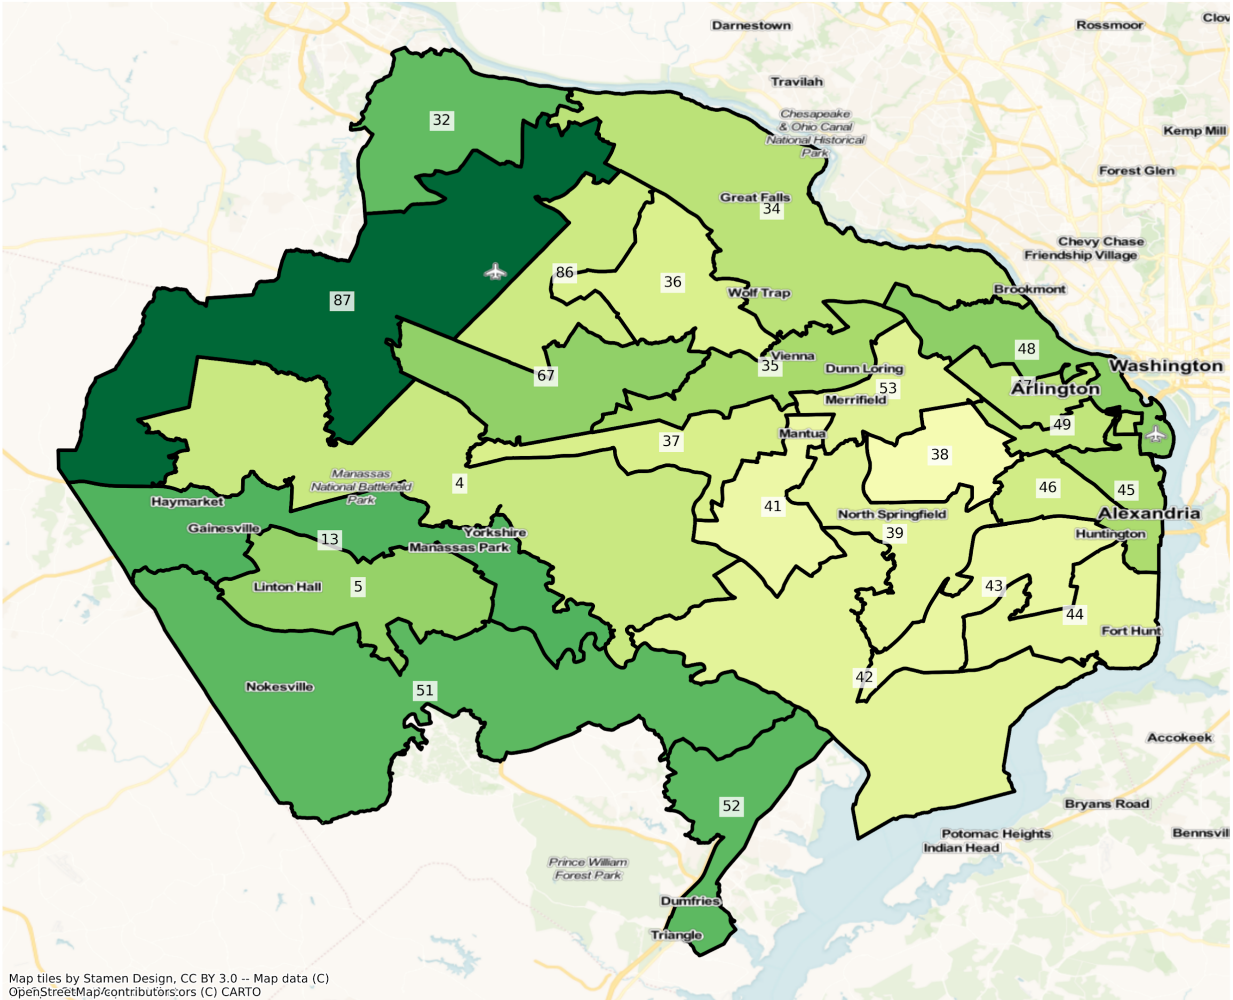 Darnestown
Rossmoor
Clov
Travilah
Chesapeake
& Ohio Canal
National Historical
Park
Kemp Mill
32
Forest Glen
Great Falls
34
Chevy Chase
Friendship Village
86
36
Wolf Trap
Brookmont
87
48
Vienna
35
Dunn Loring
Washington
67
Arlington
53
Merrifield
49
Mantua
37
38
Manassas
National Battlefield
Park
4
46
45
Haymarket
41
North Springfield
Alexandria
Gainesville
Yorkshire
39
Huntington
13
Manassas Park
Linton Hall
5
43
44
Fort Hunt
Nokesville
51
42
Accokeek
52
Bryans Road
Potomac Heights
Bennsvil
Indian Head
Prince William
Forest Park
Dumfries
Triangle
Map tiles by Stamen Design, CC BY 3.0 -- Map data (C)
OpenStreetMap contributors
(C) CARTO